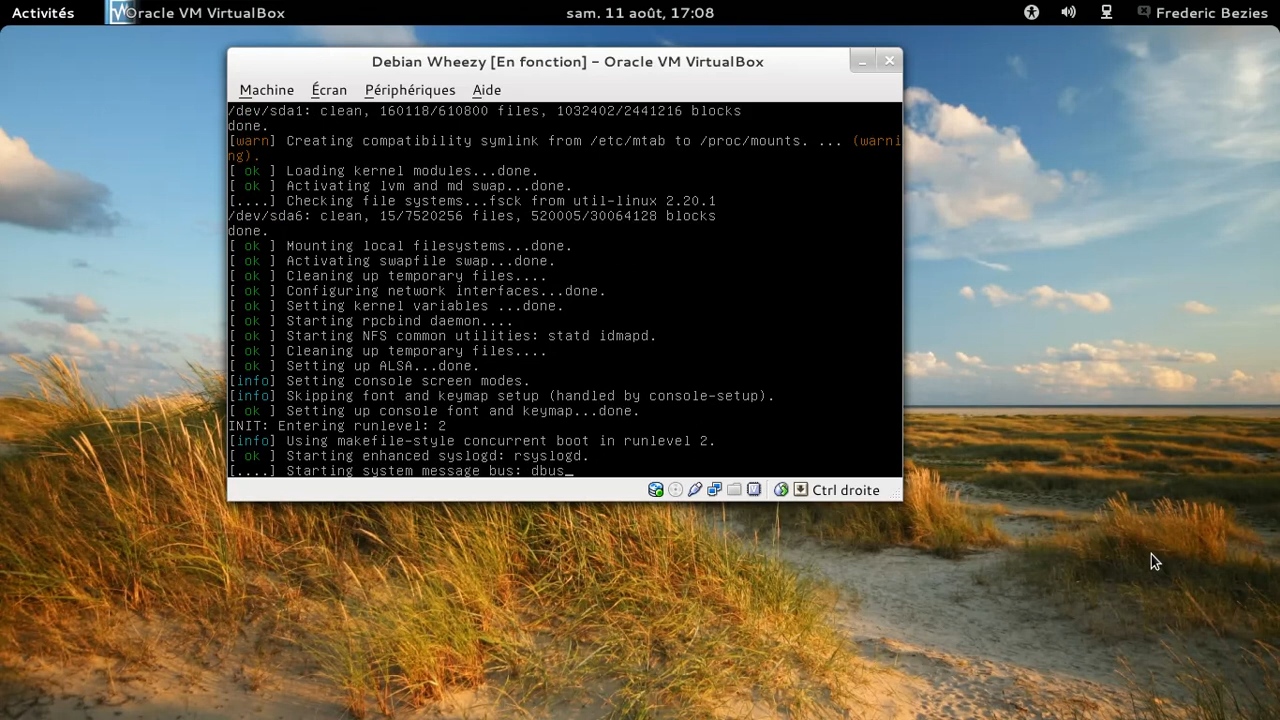 Activités Oracle VM VirtualBox sam. 11 août, 17:08 Frederic Bezies
Debian Wheezy [En fonction] - Oracle VM VirtualBox
Machine Écran Périphériques Aide
/dev/sda1: clean, 160118/610800 files, 1032402/2441216 blocks
done.
[warn] Creating compatibility symlink from /etc/mtab to /proc/mounts. ... (warni
ng).
[ ok ] Loading kernel modules...done.
[ ok ] Activating lvm and md swap...done.
[....] Checking file systems...fsck from util-linux 2.20.1
/dev/sda6: clean, 15/7520256 files, 520005/30064128 blocks
done.
[ ok ] Mounting local filesystems...done.
[ ok ] Activating swapfile swap...done.
[ ok ] Cleaning up temporary files....
[ ok ] Configuring network interfaces...done.
[ ok ] Setting kernel variables ...done.
[ ok ] Starting rpcbind daemon....
[ ok ] Starting NFS common utilities: statd idmapd.
[ ok ] Cleaning up temporary files....
[ ok ] Setting up ALSA...done.
[info] Setting console screen modes.
[info] Skipping font and keymap setup (handled by console-setup).
[ ok ] Setting up console font and keymap...done.
INIT: Entering runlevel: 2
[info] Using makefile-style concurrent boot in runlevel 2.
[ ok ] Starting enhanced syslogd: rsyslogd.
[....] Starting system message bus: dbus_
Ctrl droite